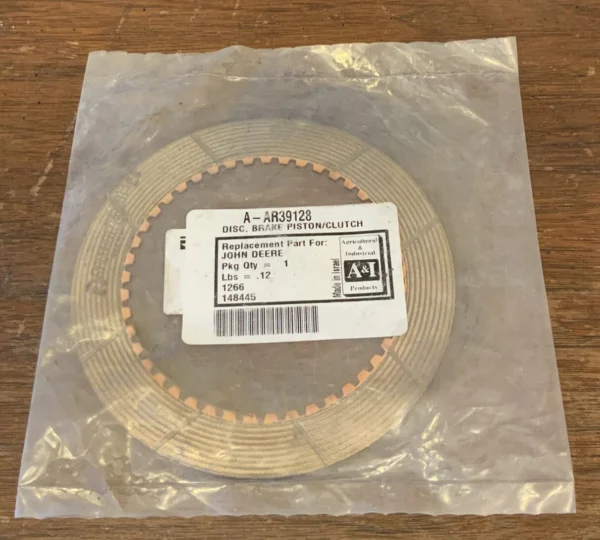 A-AR39128
DISC, BRAKE PISTON/CLUTCH
Replacement Part For:
JOHN DEERE
Pkg Qty = 1
Lbs = .12
1266
148445
Made in Israel
Agricultural
&
Industrial
A&I
Products